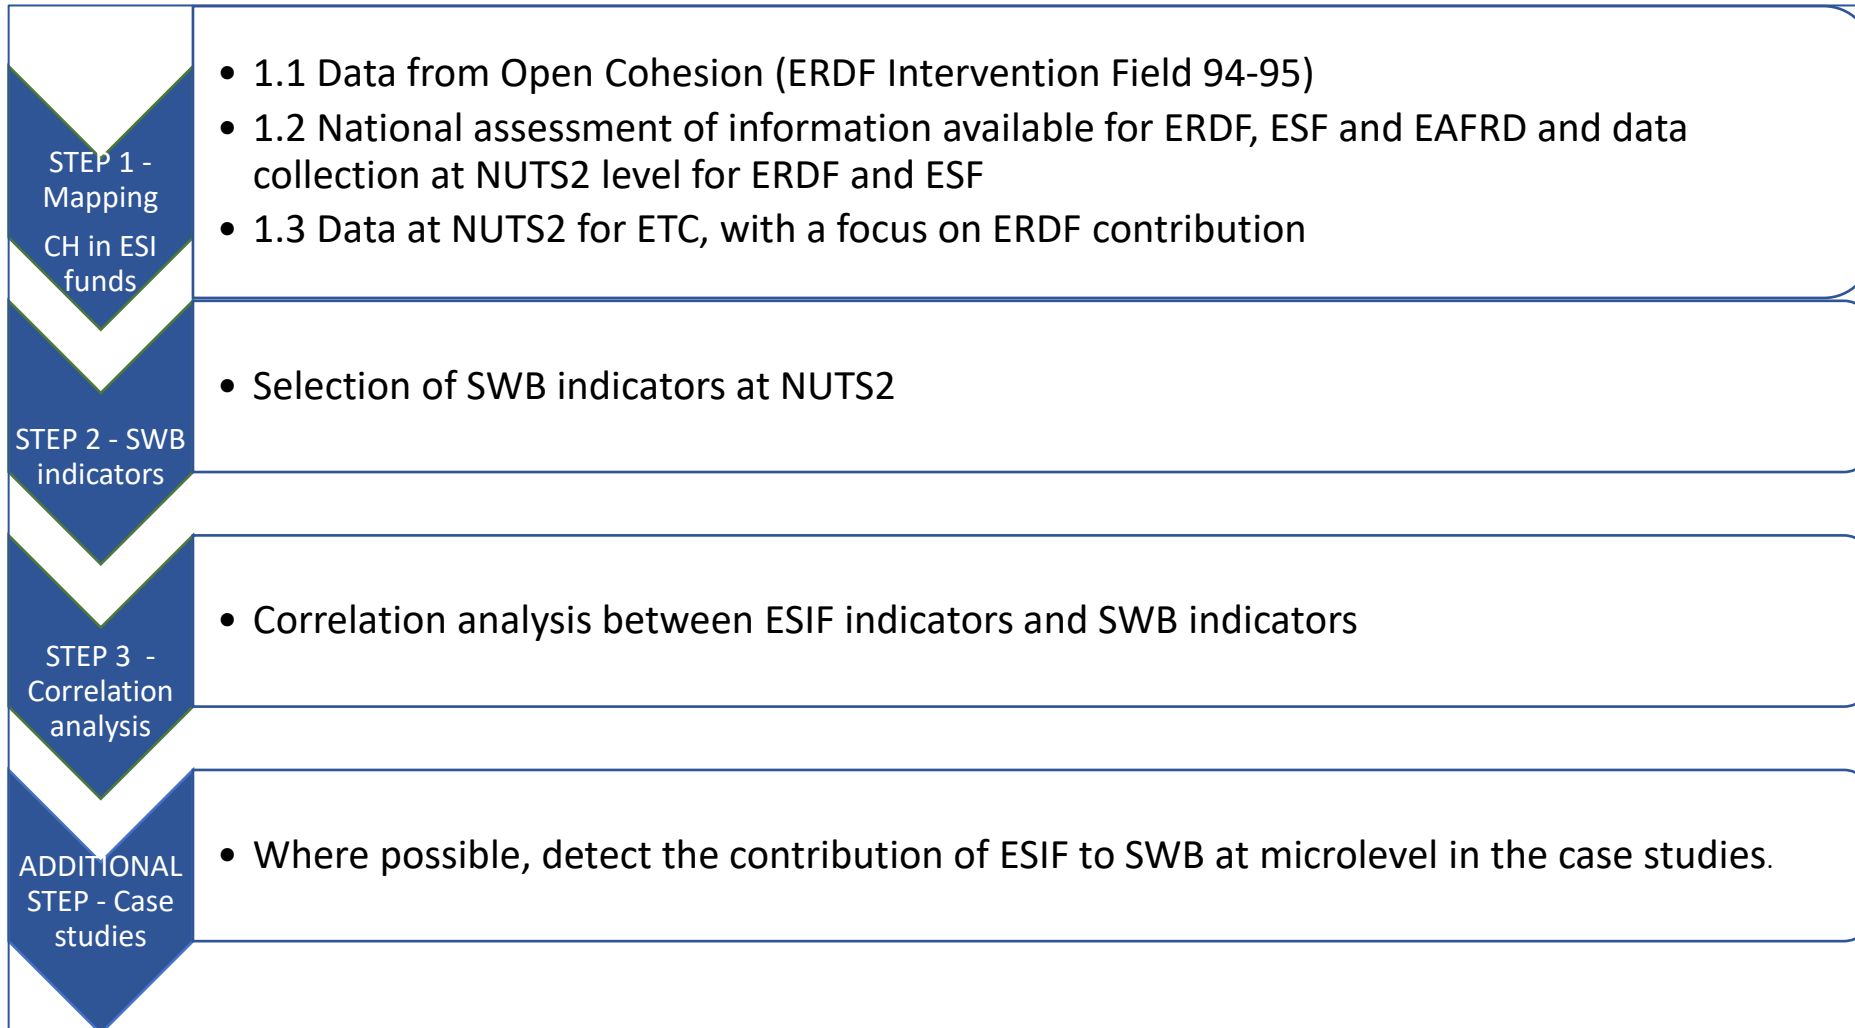 STEP 1 -
Mapping
CH in ESI
funds
• 1.1 Data from Open Cohesion (ERDF Intervention Field 94-95)
• 1.2 National assessment of information available for ERDF, ESF and EAFRD and data
collection at NUTS2 level for ERDF and ESF
• 1.3 Data at NUTS2 for ETC, with a focus on ERDF contribution
STEP 2 - SWB
indicators
• Selection of SWB indicators at NUTS2
STEP 3 -
Correlation
analysis
• Correlation analysis between ESIF indicators and SWB indicators
ADDITIONAL
STEP - Case
studies
• Where possible, detect the contribution of ESIF to SWB at microlevel in the case studies.